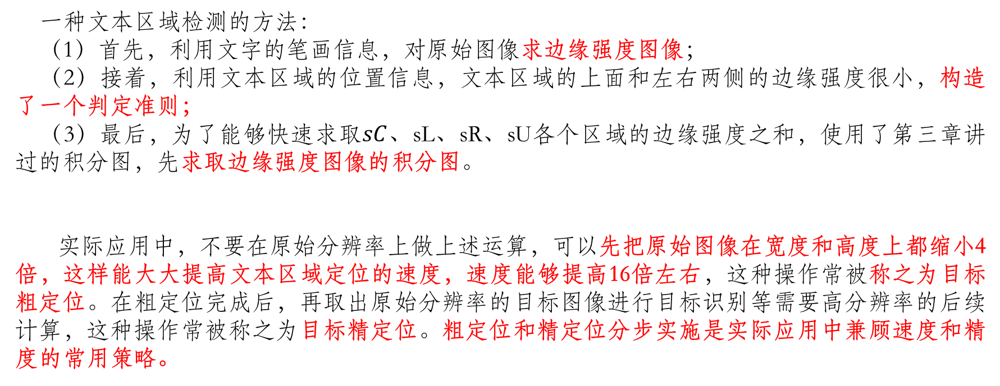 一种文本区域检测的方法：
（1）首先，利用文字的笔画信息，对原始图像求边缘强度图像；
（2）接着，利用文本区域的位置信息，文本区域的上面和左右两侧的边缘强度很小，构造
了一个判定准则；
（3）最后，为了能够快速求取sC、sL、sR、sU各个区域的边缘强度之和，使用了第三章讲
过的积分图，先求取边缘强度图像的积分图。
实际应用中，不要在原始分辨率上做上述运算，可以先把原始图像在宽度和高度上都缩小4
倍，这样能大大提高文本区域定位的速度，速度能够提高16倍左右，这种操作常被称之为目标
粗定位。在粗定位完成后，再取出原始分辨率的目标图像进行目标识别等需要高分辨率的后续
计算，这种操作常被称之为目标精定位。粗定位和精定位分步实施是实际应用中兼顾速度和精
度的常用策略。